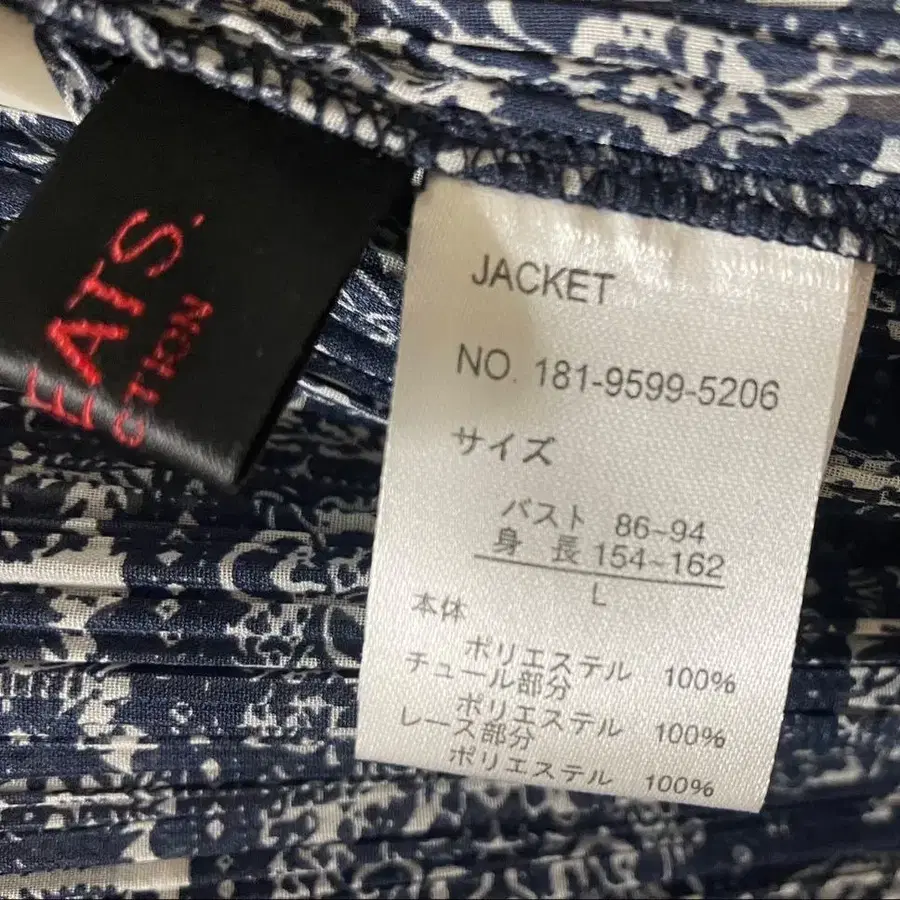 EATS.
CTION
JACKET
NO. 181-9599-5206
サイズ
バスト 86~94
身 長 154~162
L
本体
ポリエステル 100%
チュール部分
ポリエステル 100%
レース部分
ポリエステル 100%